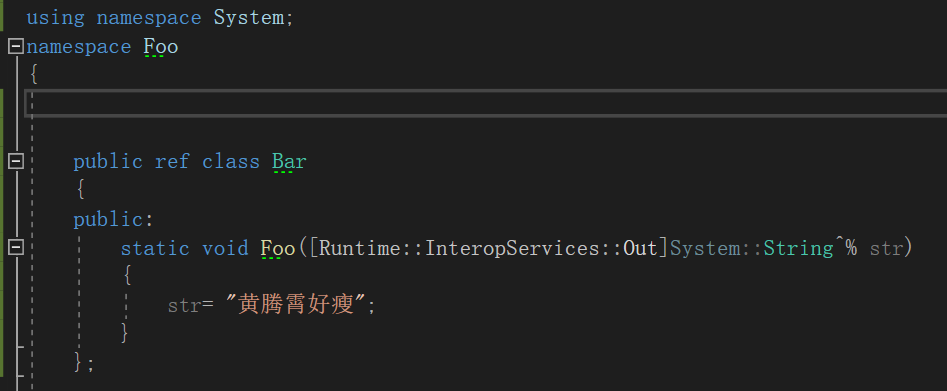 using namespace System;
namespace Foo
{
public ref class Bar
{
public:
static void Foo([Runtime::InteropServices::Out]System::String^% str)
{
str= "黄腾霄好瘦";
}
};